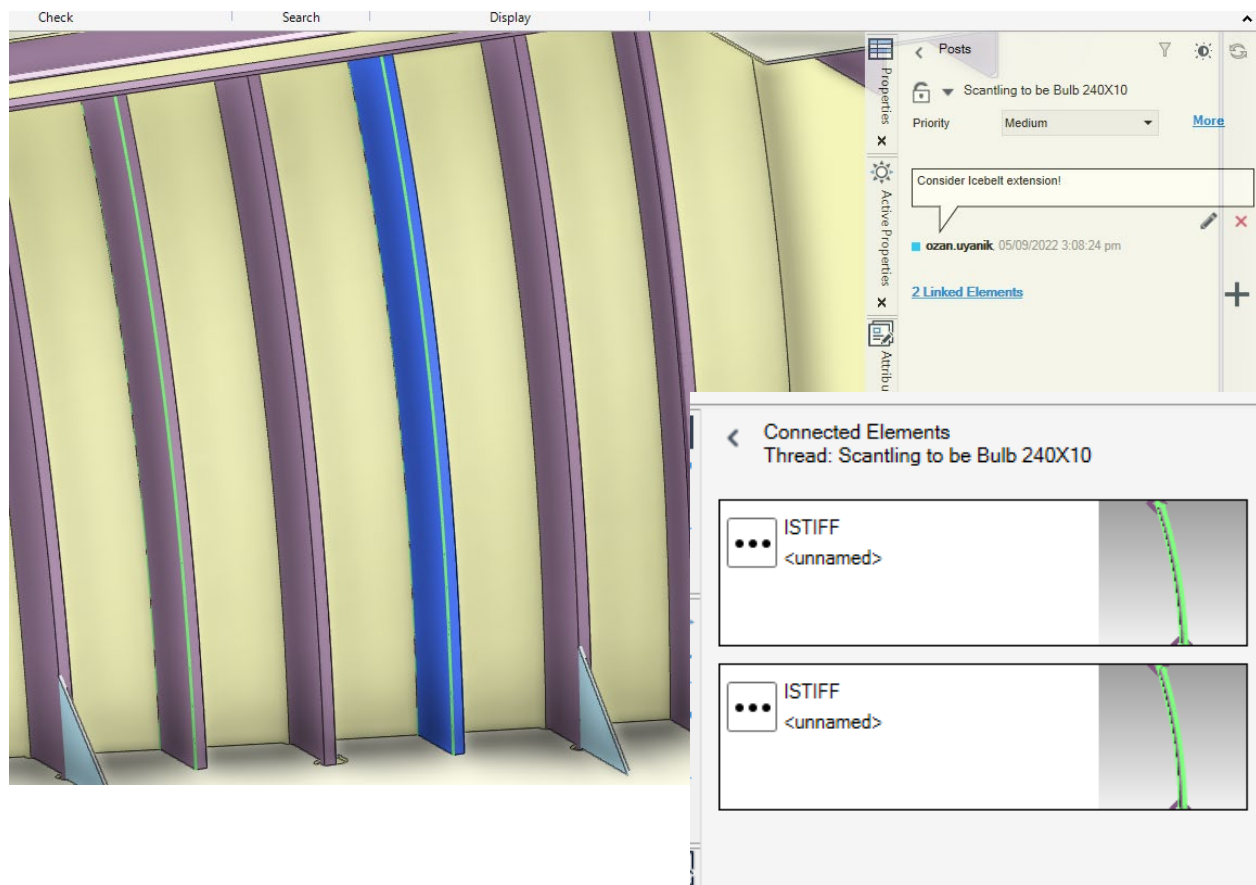 Check
Search
Display
Properties
Active Properties
Attribu
Posts
Scantling to be Bulb 240X10
Priority
Medium
More
Consider Icebelt extension!
ozan.uyanik, 05/09/2022 3:08:24 pm
2 Linked Elements
Connected Elements
Thread: Scantling to be Bulb 240X10
ISTIFF
<unnamed>
ISTIFF
<unnamed>